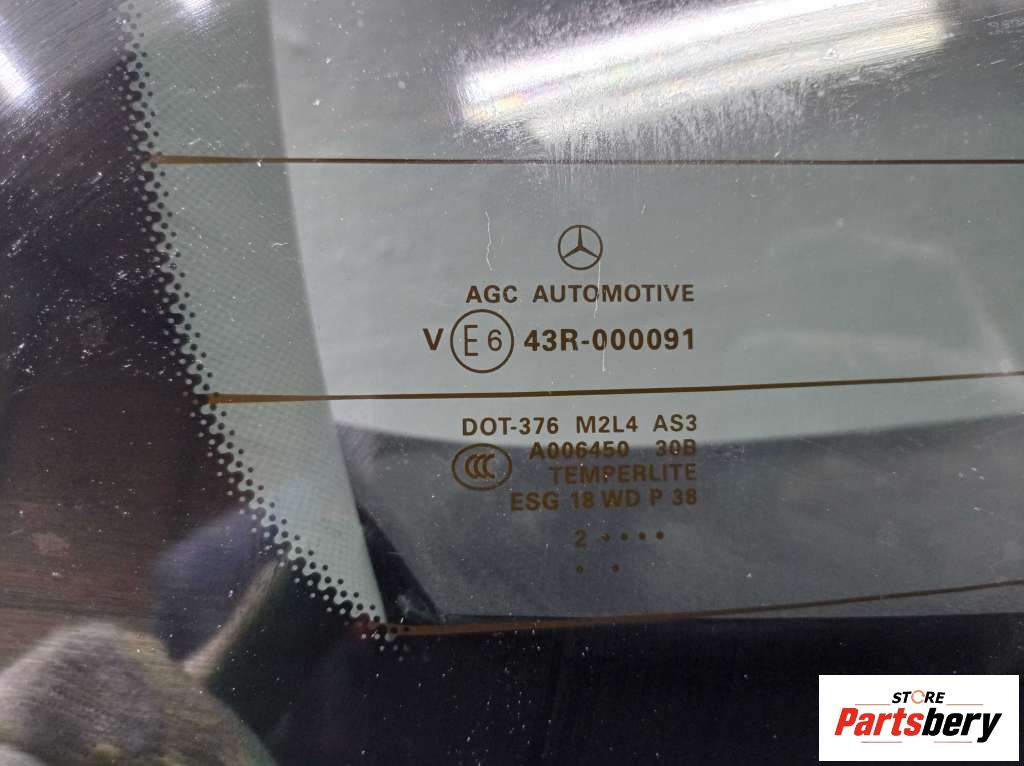 AGC AUTOMOTIVE
V E6 43R-000091
DOT-376 M2L4 AS3
A006450 30B
CCC
TEMPERLITE
ESG 18 WD P 38
2 • • • •
• •
STORE
Partsbery